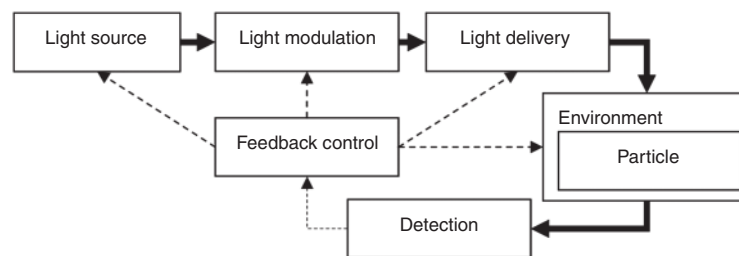 Light source
Light modulation
Light delivery
Environment
Feedback control
Particle
Detection